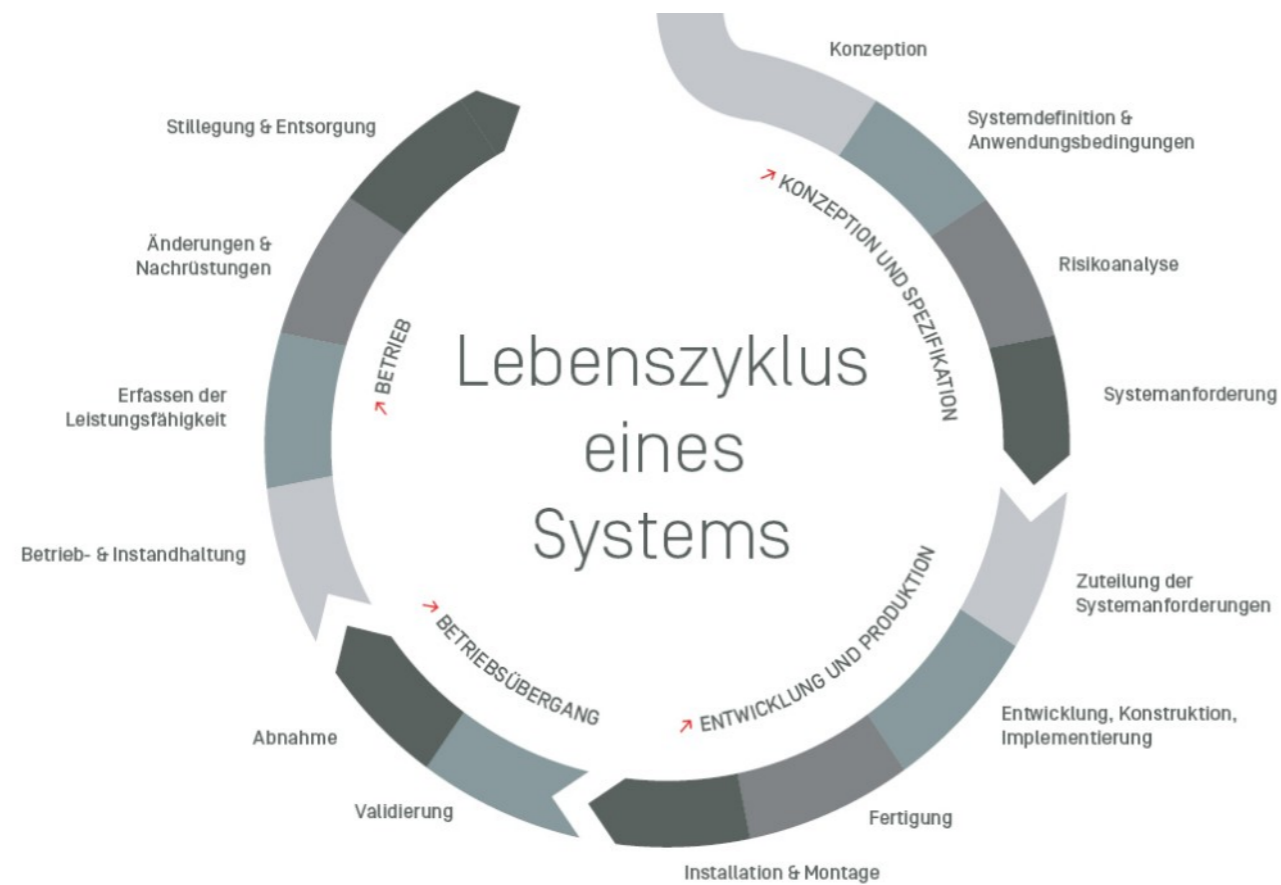 Konzeption
Systemdefinition &
Anwendungsbedingungen
Risikoanalyse
Systemanforderung
↗ KONZEPTION UND SPEZIFIKATION
Zuteilung der
Systemanforderungen
Entwicklung, Konstruktion,
Implementierung
Fertigung
Installation & Montage
↗ ENTWICKLUNG UND PRODUKTION
Validierung
Abnahme
↗ BETRIEBSÜBERGANG
Betrieb- & Instandhaltung
Erfassen der
Leistungsfähigkeit
Änderungen &
Nachrüstungen
Stillegung & Entsorgung
↗ BETRIEB
Lebenszyklus
eines
Systems